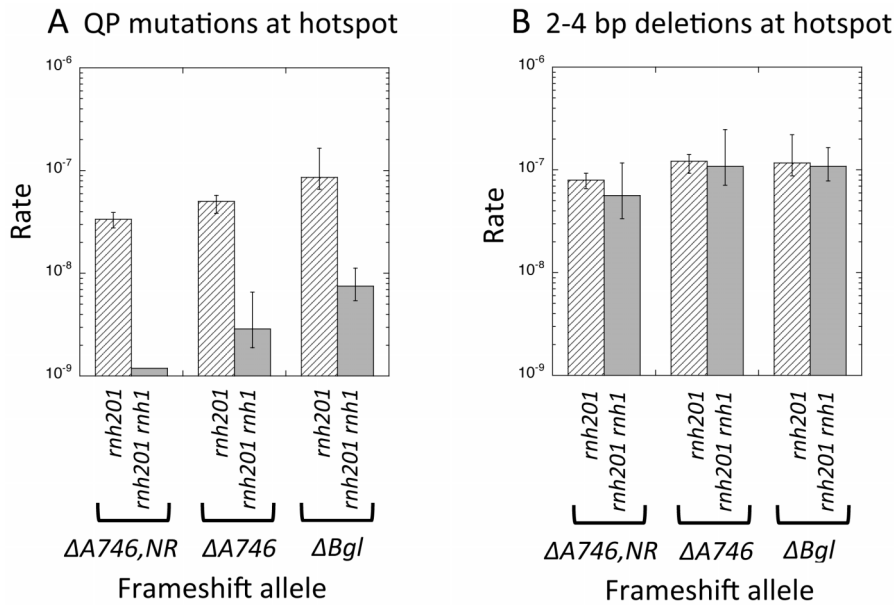 A QP mutations at hotspot
10⁻⁶
10⁻⁷
10⁻⁸
10⁻⁹
Rate
rnh201
rnh201 rnh1
rnh201
rnh201 rnh1
rnh201
rnh201 rnh1
ΔA746,NR
ΔA746
ΔBgl
Frameshift allele
B 2-4 bp deletions at hotspot
10⁻⁶
10⁻⁷
10⁻⁸
10⁻⁹
Rate
rnh201
rnh201 rnh1
rnh201
rnh201 rnh1
rnh201
rnh201 rnh1
ΔA746,NR
ΔA746
ΔBgl
Frameshift allele